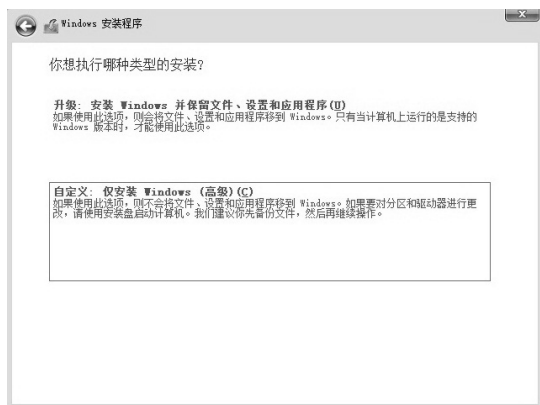 Windows 安装程序
你想执行哪种类型的安装?
升级: 安装 Windows 并保留文件、设置和应用程序(U)
如果使用此选项，则会将文件、设置和应用程序移到 Windows。只有当计算机上运行的是支持的
Windows 版本时，才能使用此选项。
自定义: 仅安装 Windows (高级)(C)
如果使用此选项，则不会将文件、设置和应用程序移到 Windows。如果要对分区和驱动器进行更
改，请使用安装盘启动计算机。我们建议你先备份文件，然后再继续操作。